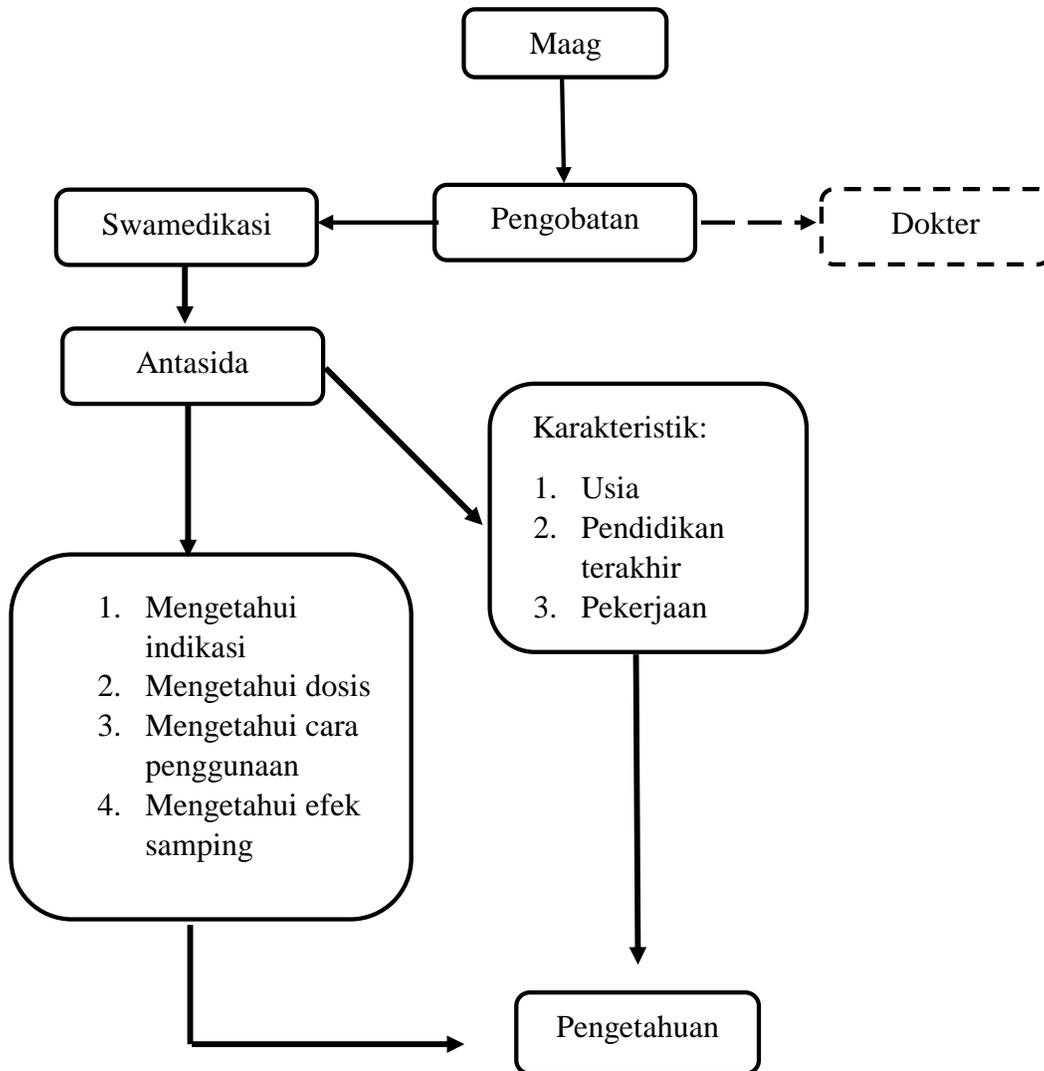 Maag
Swamedikasi
Pengobatan
Dokter
Antasida
Karakteristik:
1. Usia
2. Pendidikan
terakhir
3. Pekerjaan
1. Mengetahui
indikasi
2. Mengetahui dosis
3. Mengetahui cara
penggunaan
4. Mengetahui efek
samping
Pengetahuan